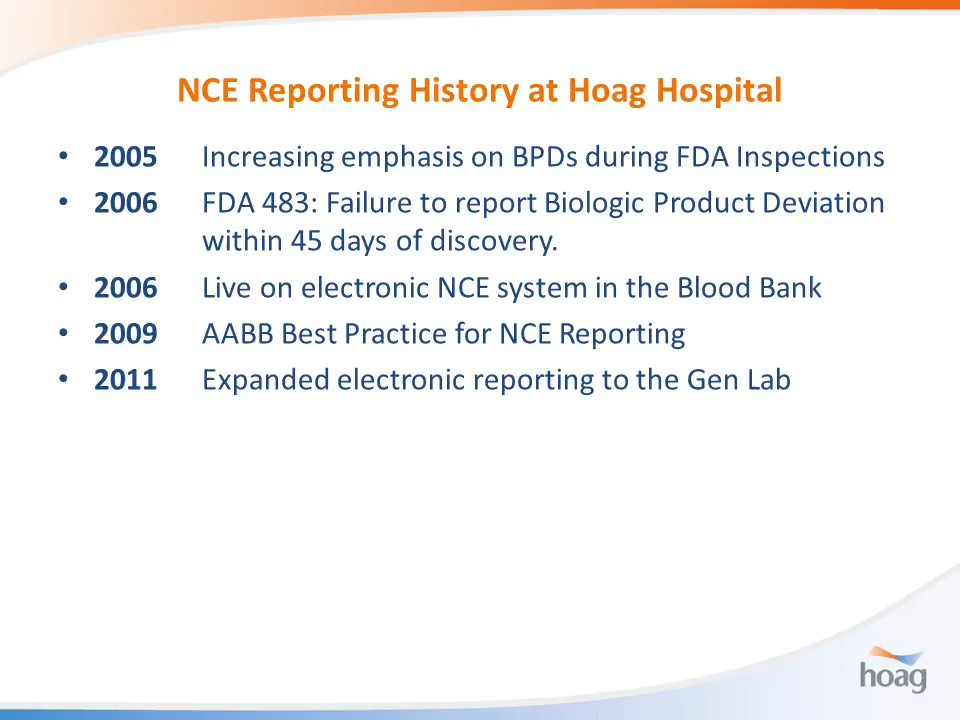 NCE Reporting History at Hoag Hospital
• 2005 Increasing emphasis on BPDs during FDA Inspections
• 2006 FDA 483: Failure to report Biologic Product Deviation
within 45 days of discovery.
• 2006 Live on electronic NCE system in the Blood Bank
• 2009 AABB Best Practice for NCE Reporting
• 2011 Expanded electronic reporting to the Gen Lab
hoag